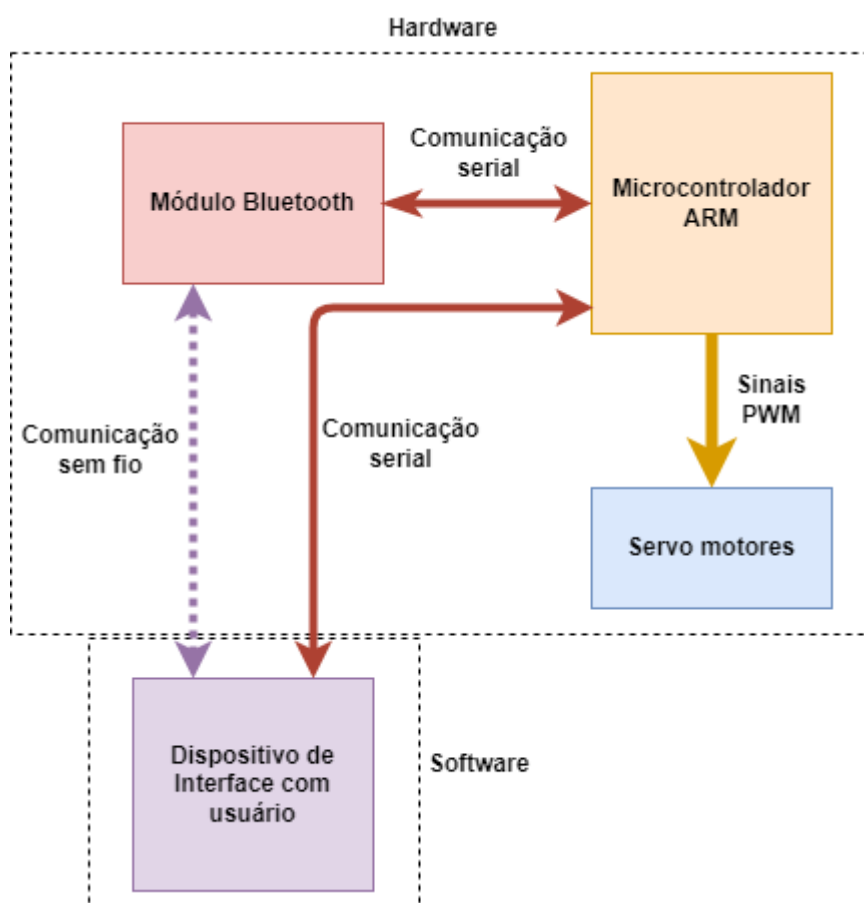 Hardware
Módulo Bluetooth
Comunicação
serial
Microcontrolador
ARM
Comunicação
sem fio
Comunicação
serial
Sinais
PWM
Servo motores
Dispositivo de
Interface com
usuário
Software